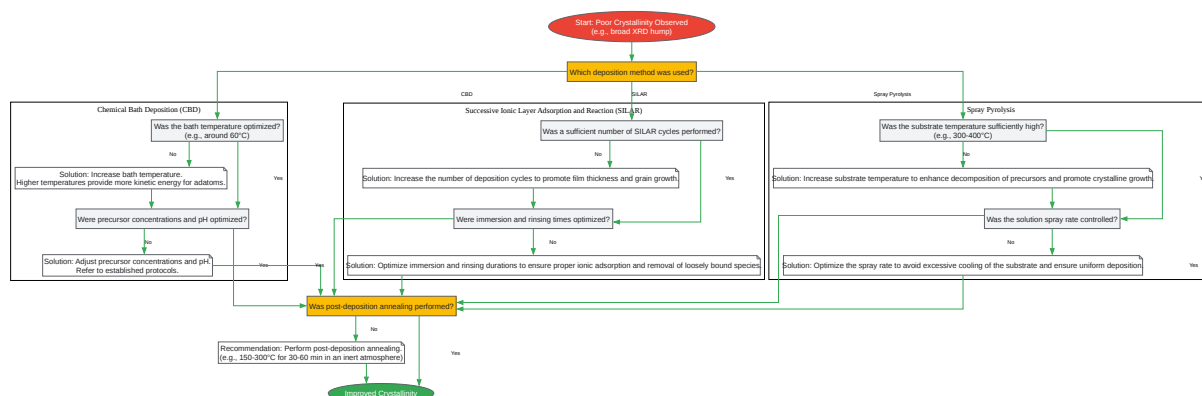 Start: Poor Crystallinity Observed
(e.g., broad XRD hump)
Which deposition method was used?
CBD
SILAR
Spray Pyrolysis
Chemical Bath Deposition (CBD)
Was the bath temperature optimized?
(e.g., around 60°C)
No
Yes
Solution: Increase bath temperature.
Higher temperatures provide more kinetic energy for adatoms.
Were precursor concentrations and pH optimized?
No
Yes
Solution: Adjust precursor concentrations and pH.
Refer to established protocols.
Successive Ionic Layer Adsorption and Reaction (SILAR)
Was a sufficient number of SILAR cycles performed?
No
Yes
Solution: Increase the number of deposition cycles to promote film thickness and grain growth.
Were immersion and rinsing times optimized?
No
Yes
Solution: Optimize immersion and rinsing durations to ensure proper ionic adsorption and removal of loosely bound species.
Spray Pyrolysis
Was the substrate temperature sufficiently high?
(e.g., 300-400°C)
No
Solution: Increase substrate temperature to enhance decomposition of precursors and promote crystalline growth.
Was the solution spray rate controlled?
No
Yes
Solution: Optimize the spray rate to avoid excessive cooling of the substrate and ensure uniform deposition.
Was post-deposition annealing performed?
No
Yes
Recommendation: Perform post-deposition annealing.
(e.g., 150-300°C for 30-60 min in an inert atmosphere)
Improved Crystallinity